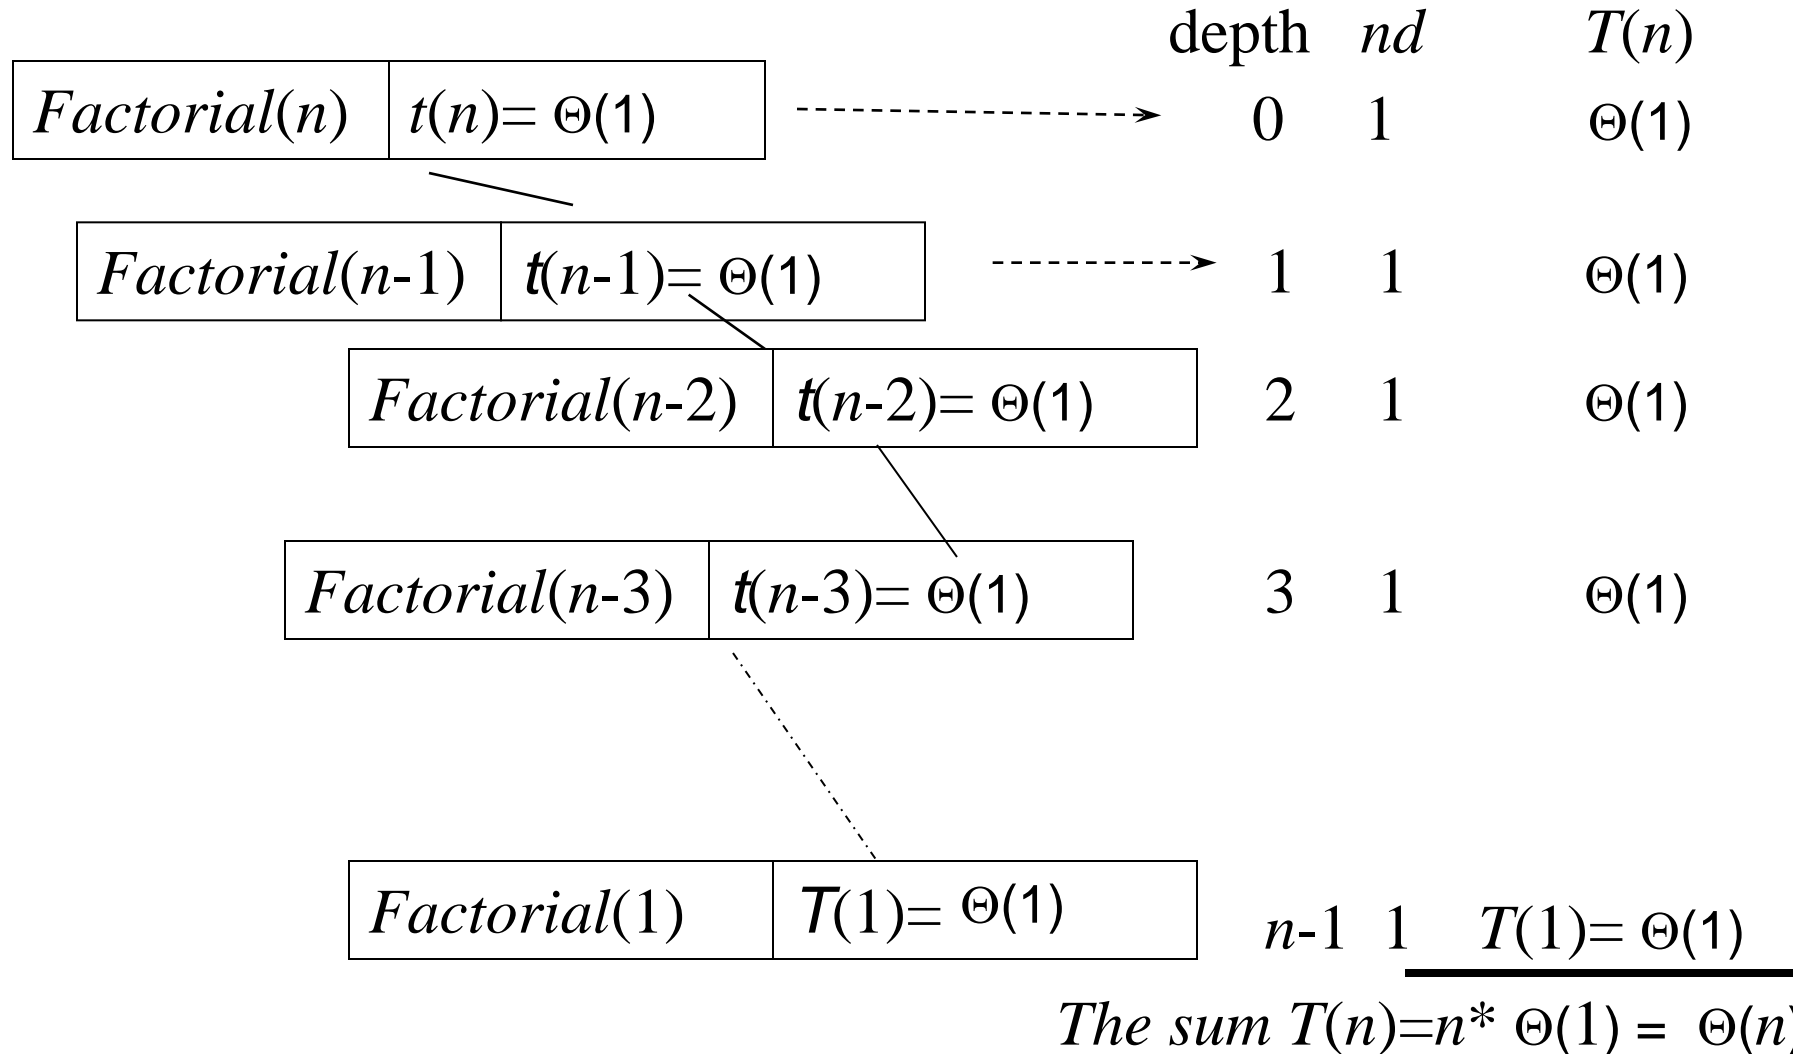 depth nd T(n)
Factorial(n) t(n)= Θ(1) 0 1 Θ(1)
Factorial(n-1) t(n-1)= Θ(1) 1 1 Θ(1)
Factorial(n-2) t(n-2)= Θ(1) 2 1 Θ(1)
Factorial(n-3) t(n-3)= Θ(1) 3 1 Θ(1)
Factorial(1) T(1)= Θ(1) n-1 1 T(1)= Θ(1)
The sum T(n)=n* Θ(1) = Θ(n)